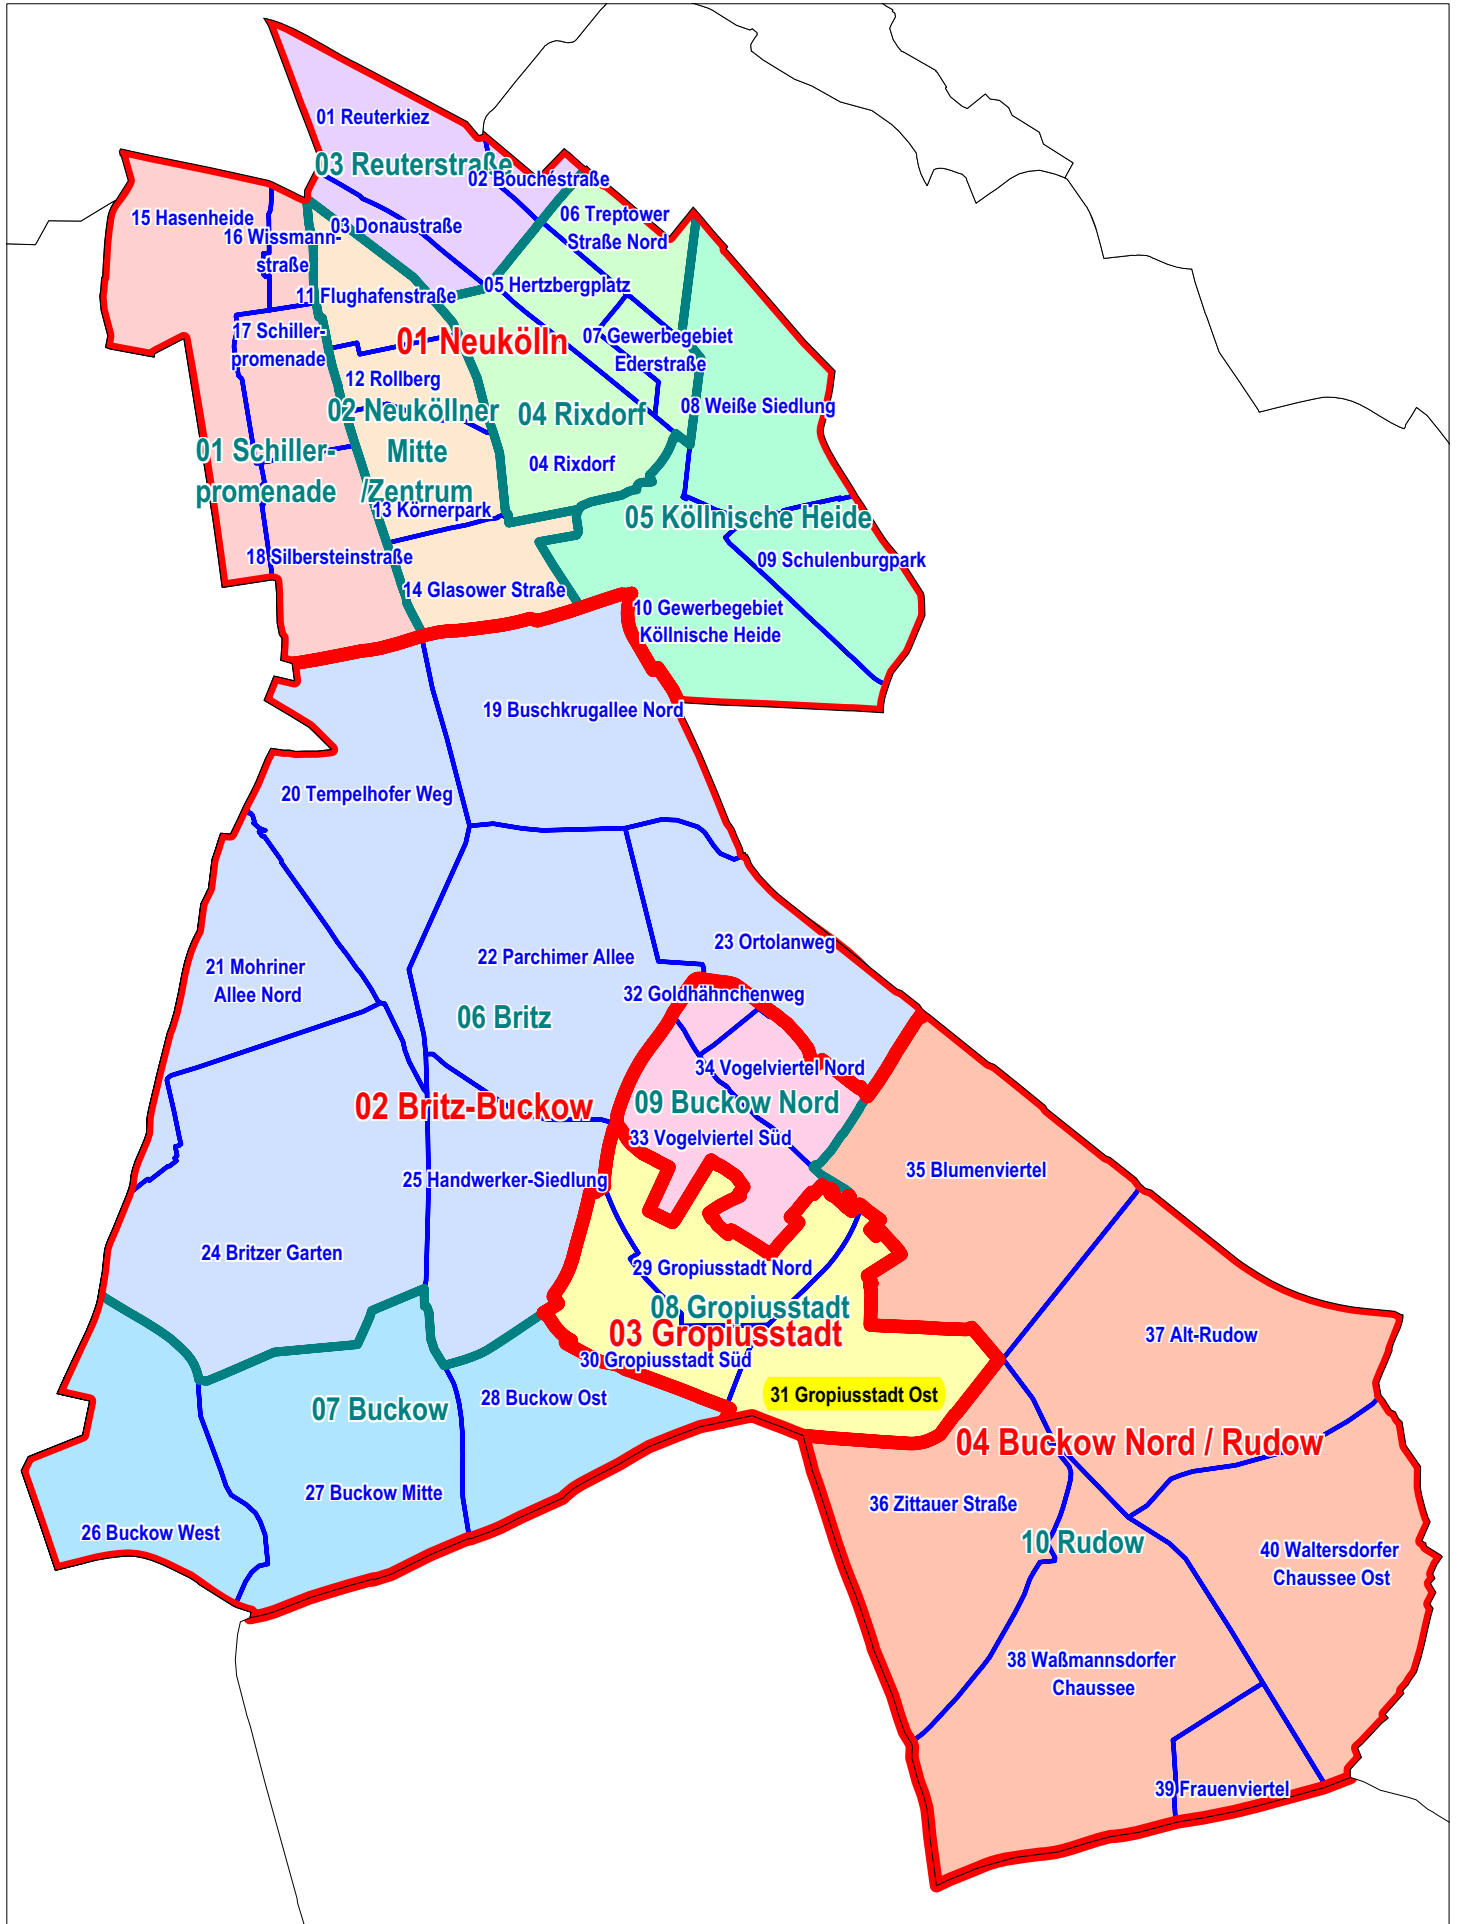 01 Reuterkiez
03 Reuterstraße
02 Bouchéstraße
15 Hasenheide
16 Wissmann-
straße
03 Donaustraße
06 Treptower
Straße Nord
05 Hertzbergplatz
11 Flughafenstraße
17 Schiller-
promenade
01 Neukölln
07 Gewerbegebiet
Ederstraße
12 Rollberg
08 Weiße Siedlung
02 Neuköllner
Mitte
/Zentrum
04 Rixdorf
01 Schiller-
promenade
04 Rixdorf
13 Körnerpark
05 Köllnische Heide
18 Silbersteinstraße
09 Schulenburgpark
14 Glasower Straße
10 Gewerbegebiet
Köllnische Heide
19 Buschkrugallee Nord
20 Tempelhofer Weg
23 Ortolanweg
22 Parchimer Allee
21 Mohriner
Allee Nord
32 Goldhähnchenweg
06 Britz
34 Vogelviertel Nord
02 Britz-Buckow
09 Buckow Nord
33 Vogelviertel Süd
35 Blumenviertel
25 Handwerker-Siedlung
24 Britzer Garten
29 Gropiusstadt Nord
08 Gropiusstadt
03 Gropiusstadt
37 Alt-Rudow
30 Gropiusstadt Süd
31 Gropiusstadt Ost
28 Buckow Ost
07 Buckow
04 Buckow Nord / Rudow
27 Buckow Mitte
36 Zittauer Straße
26 Buckow West
10 Rudow
40 Waltersdorfer
Chaussee Ost
38 Waßmannsdorfer
Chaussee
39 Frauenviertel